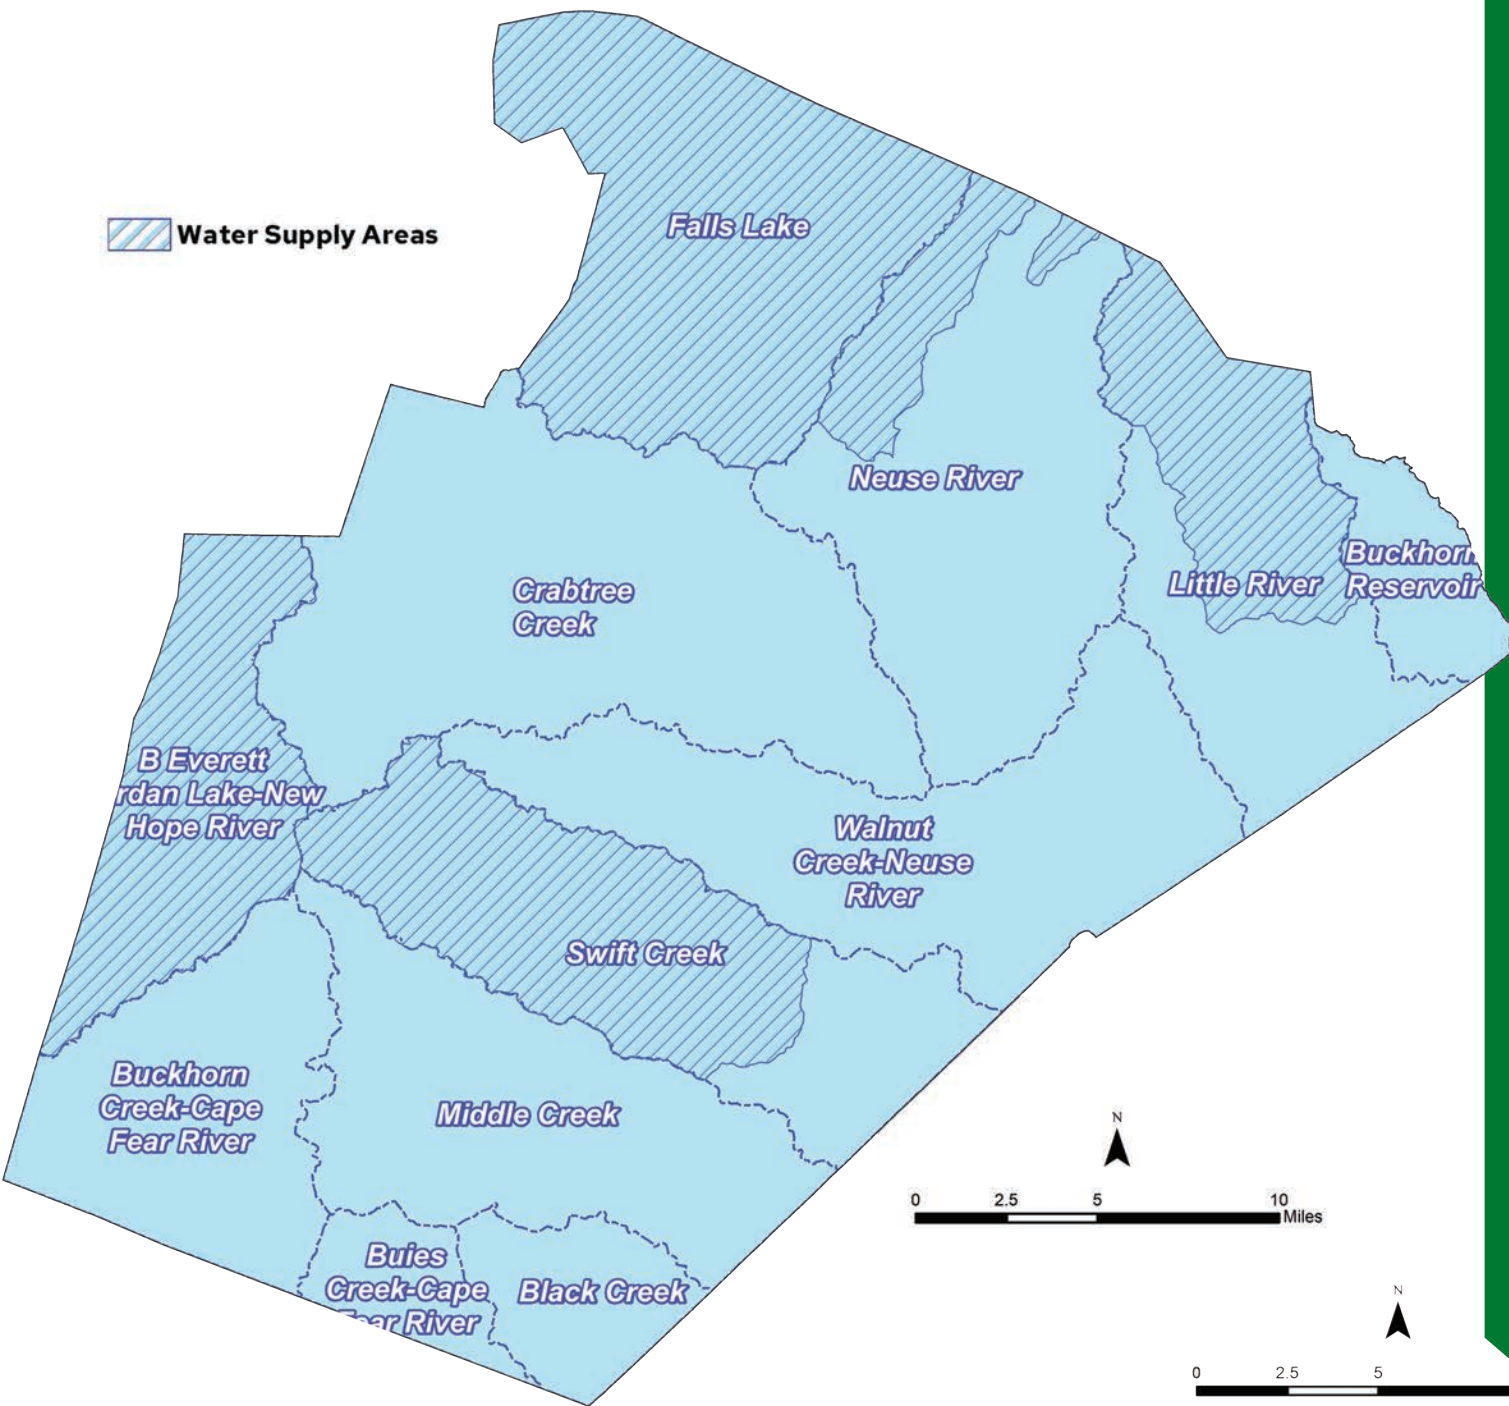 Water Supply Areas
Falls Lake
Neuse River
Buckhorn
Reservoir
Little River
Crabtree
Creek
B Everett
rdan Lake-New
Hope River
Walnut
Creek-Neuse
River
Swift Creek
Buckhorn
Creek-Cape
Fear River
Middle Creek
N
0 2.5 5 10
Miles
Buies
Creek-Cape
Fear River
Black Creek
N
0 2.5 5